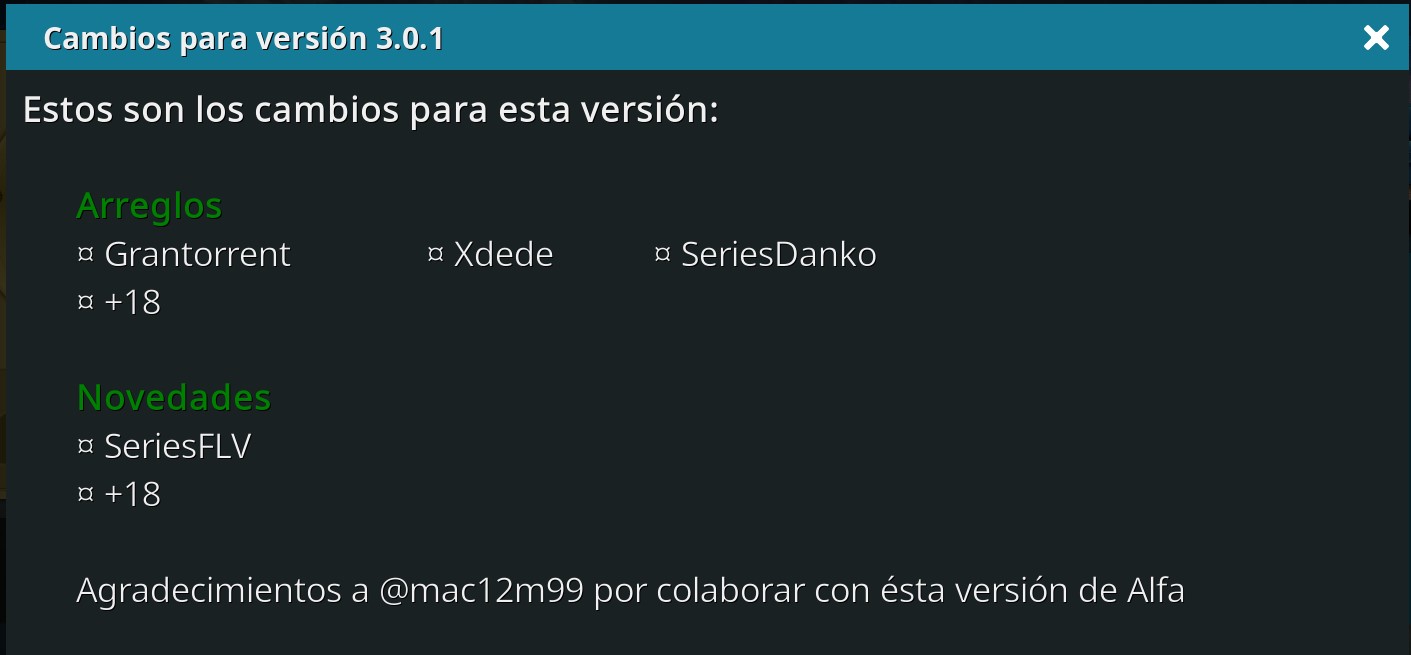 Cambios para versión 3.0.1
Estos son los cambios para esta versión:
Arreglos
¤ Grantorrent ¤ Xdede ¤ SeriesDanko
¤ +18
Novedades
¤ SeriesFLV
¤ +18
Agradecimientos a @mac12m99 por colaborar con ésta versión de Alfa